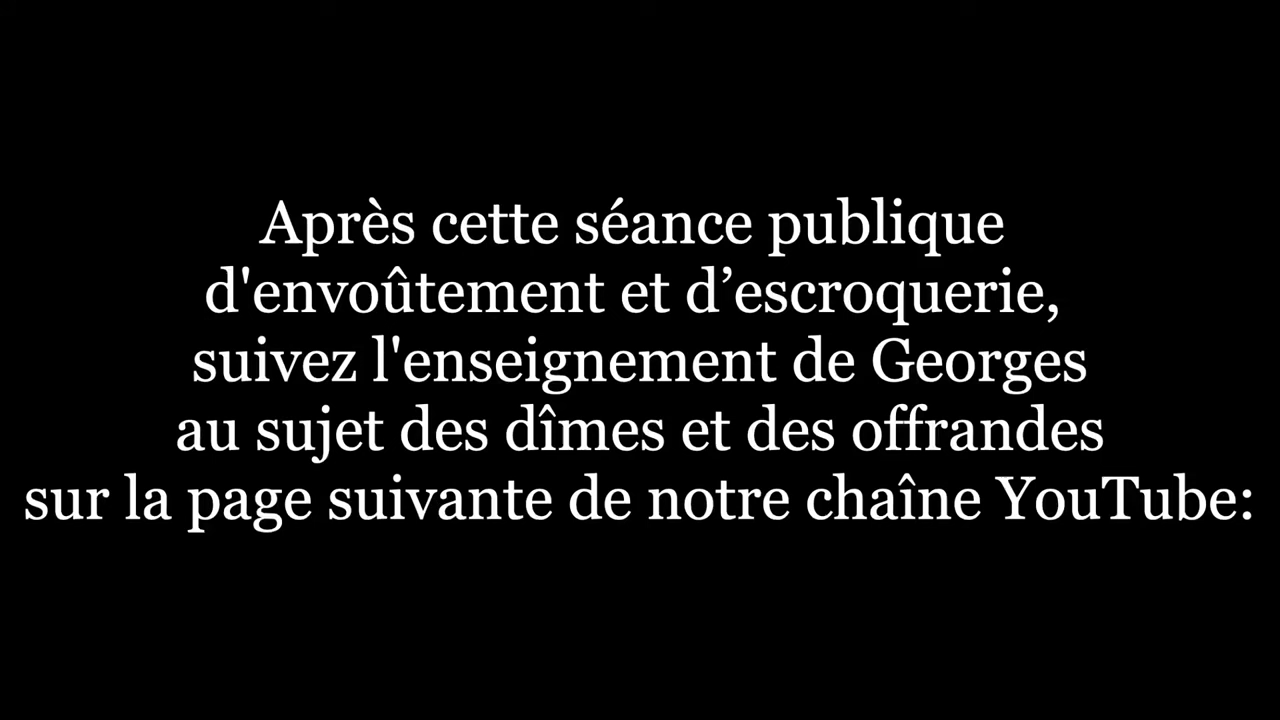 Après cette séance publique
d'envoûtement et d’escroquerie,
suivez l'enseignement de Georges
au sujet des dîmes et des offrandes
sur la page suivante de notre chaîne YouTube: